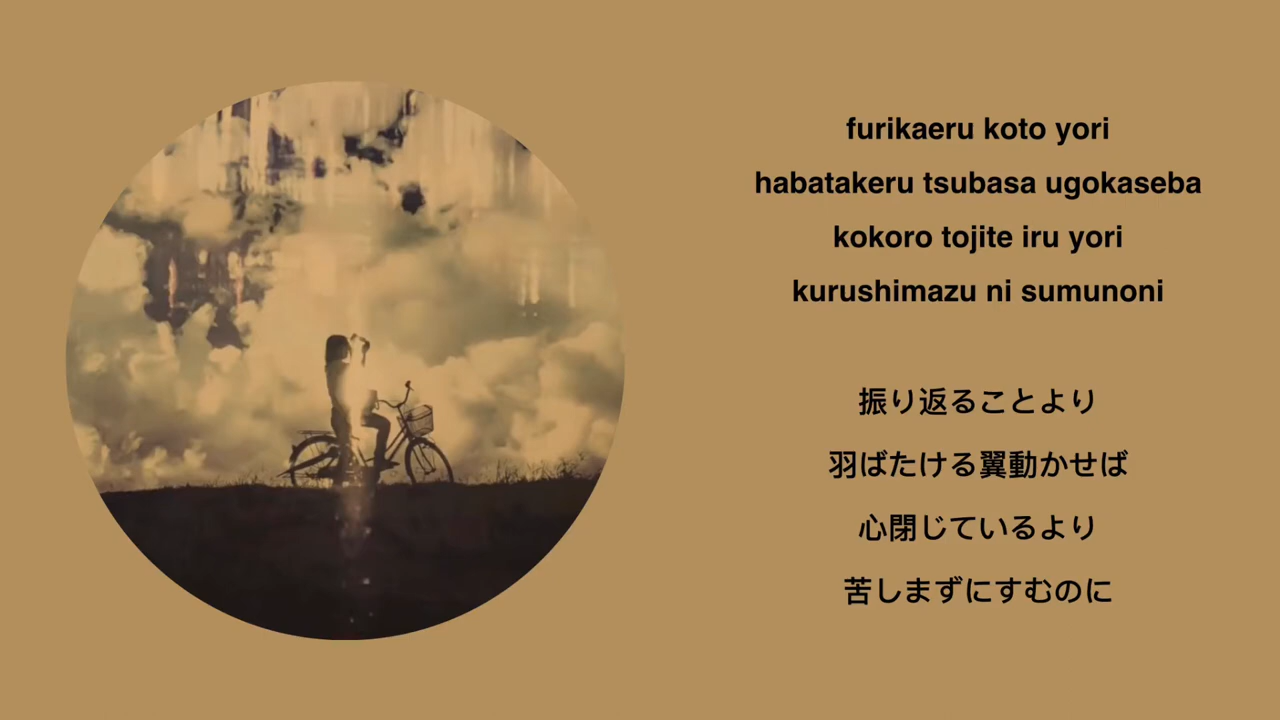 furikaeru koto yori
habatakeru tsubasa ugokaseba
kokoro tojite iru yori
kurushimazu ni sumunoni
振り返ることより
羽ばたける翼動かせば
心閉じているより
苦しまずにすむのに